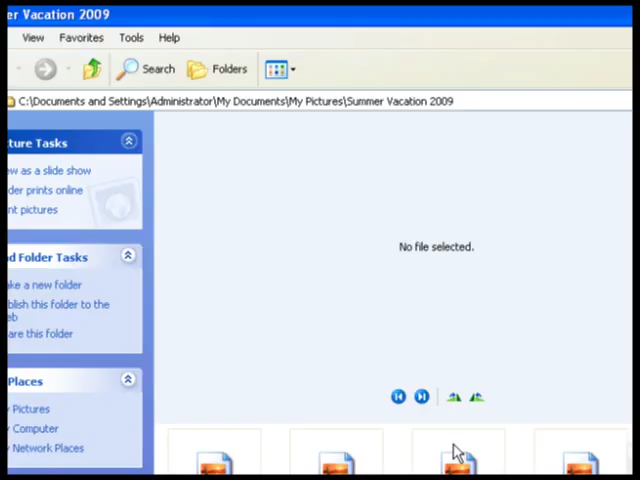 er Vacation 2009
View Favorites Tools Help
Search Folders
C:\Documents and Settings\Administrator\My Documents\My Pictures\Summer Vacation 2009
ture Tasks
ew as a slide show
der prints online
nt pictures
No file selected.
nd Folder Tasks
ake a new folder
blish this folder to the
eb
are this folder
Places
y Pictures
y Computer
y Network Places